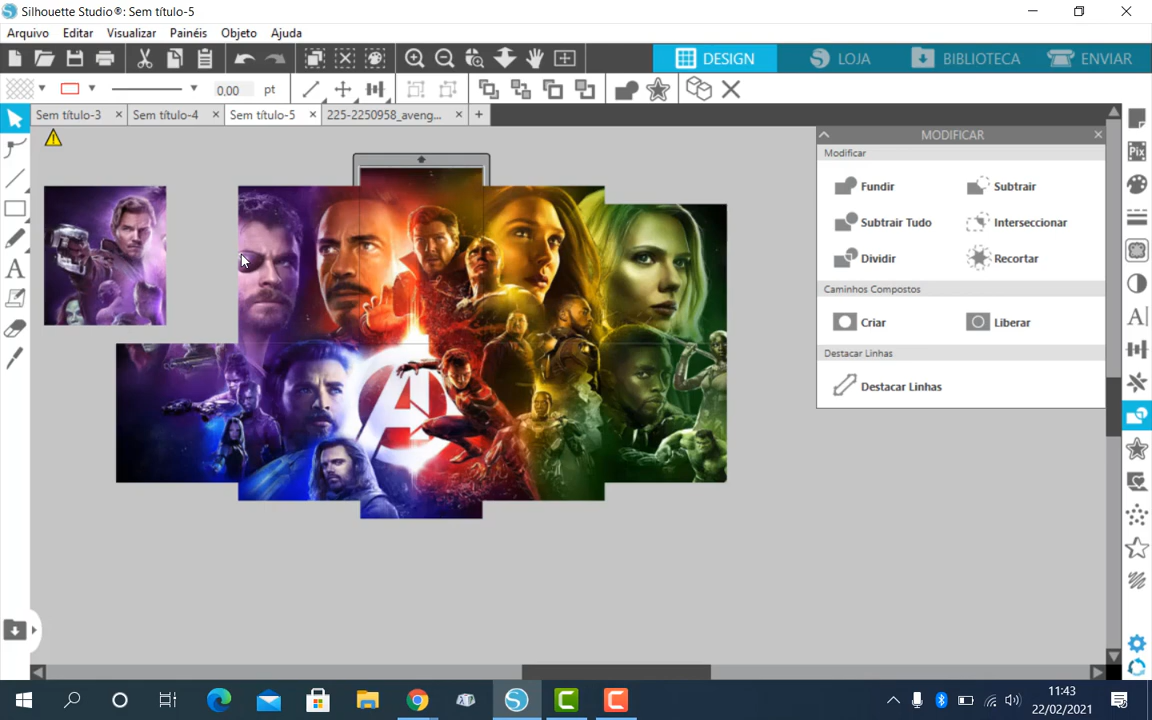 Silhouette Studio®: Sem título-5
Arquivo Editar Visualizar Painéis Objeto Ajuda
DESIGN LOJA BIBLIOTECA ENVIAR
0,00 pt
Sem título-3 Sem título-4 Sem título-5 225-2250958_aveng...
MODIFICAR
Modificar
Fundir Subtrair
Subtrair Tudo Interseccionar
Dividir Recortar
Caminhos Compostos
Criar Liberar
Destacar Linhas
Destacar Linhas
Pix
11:43
22/02/2021